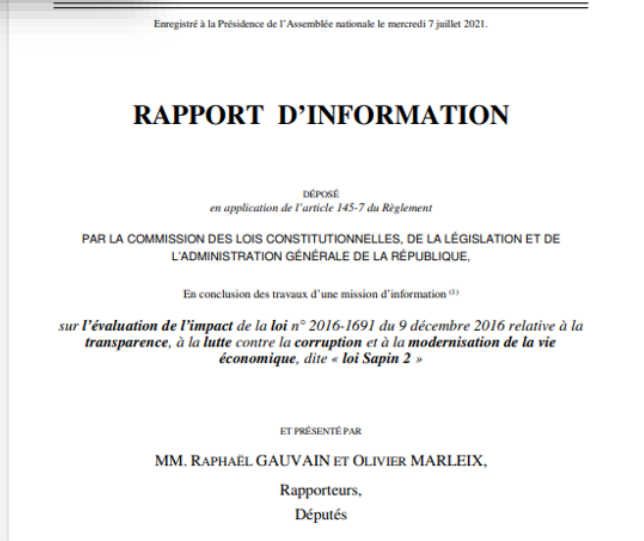 Enregistré à la Présidence de l'Assemblée nationale le mercredi 7 juillet 2021.
RAPPORT D'INFORMATION
DÉPOSÉ
en application de l'article 145-7 du Règlement
PAR LA COMMISSION DES LOIS CONSTITUTIONNELLES, DE LA LÉGISLATION ET DE
L'ADMINISTRATION GÉNÉRALE DE LA RÉPUBLIQUE,
En conclusion des travaux d'une mission d'information (1)
sur l'évaluation de l'impact de la loi n° 2016-1691 du 9 décembre 2016 relative à la
transparence, à la lutte contre la corruption et à la modernisation de la vie
économique, dite « loi Sapin 2 »
ET PRÉSENTÉ PAR
MM. RAPHAËL GAUVAIN ET OLIVIER MARLEIX,
Rapporteurs,
Députés